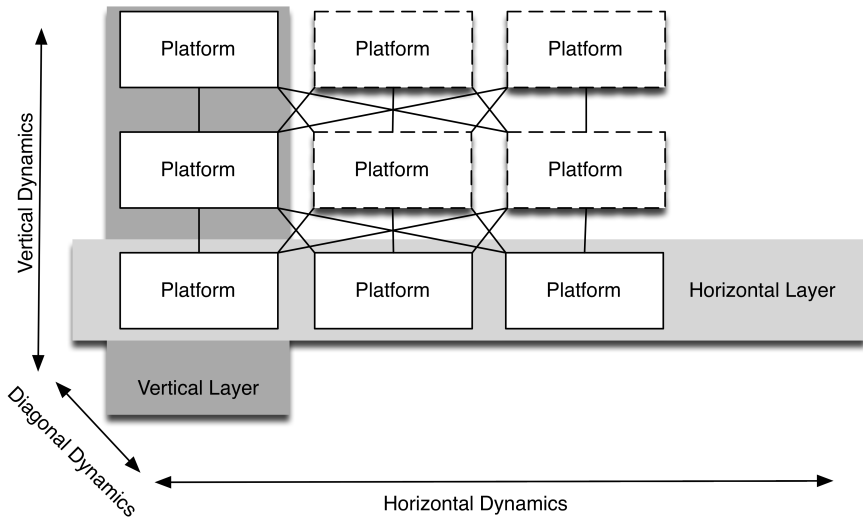 Platform
Platform
Platform
Vertical Dynamics
Platform
Platform
Platform
Platform
Platform
Platform
Horizontal Layer
Vertical Layer
Diagonal Dynamics
Horizontal Dynamics